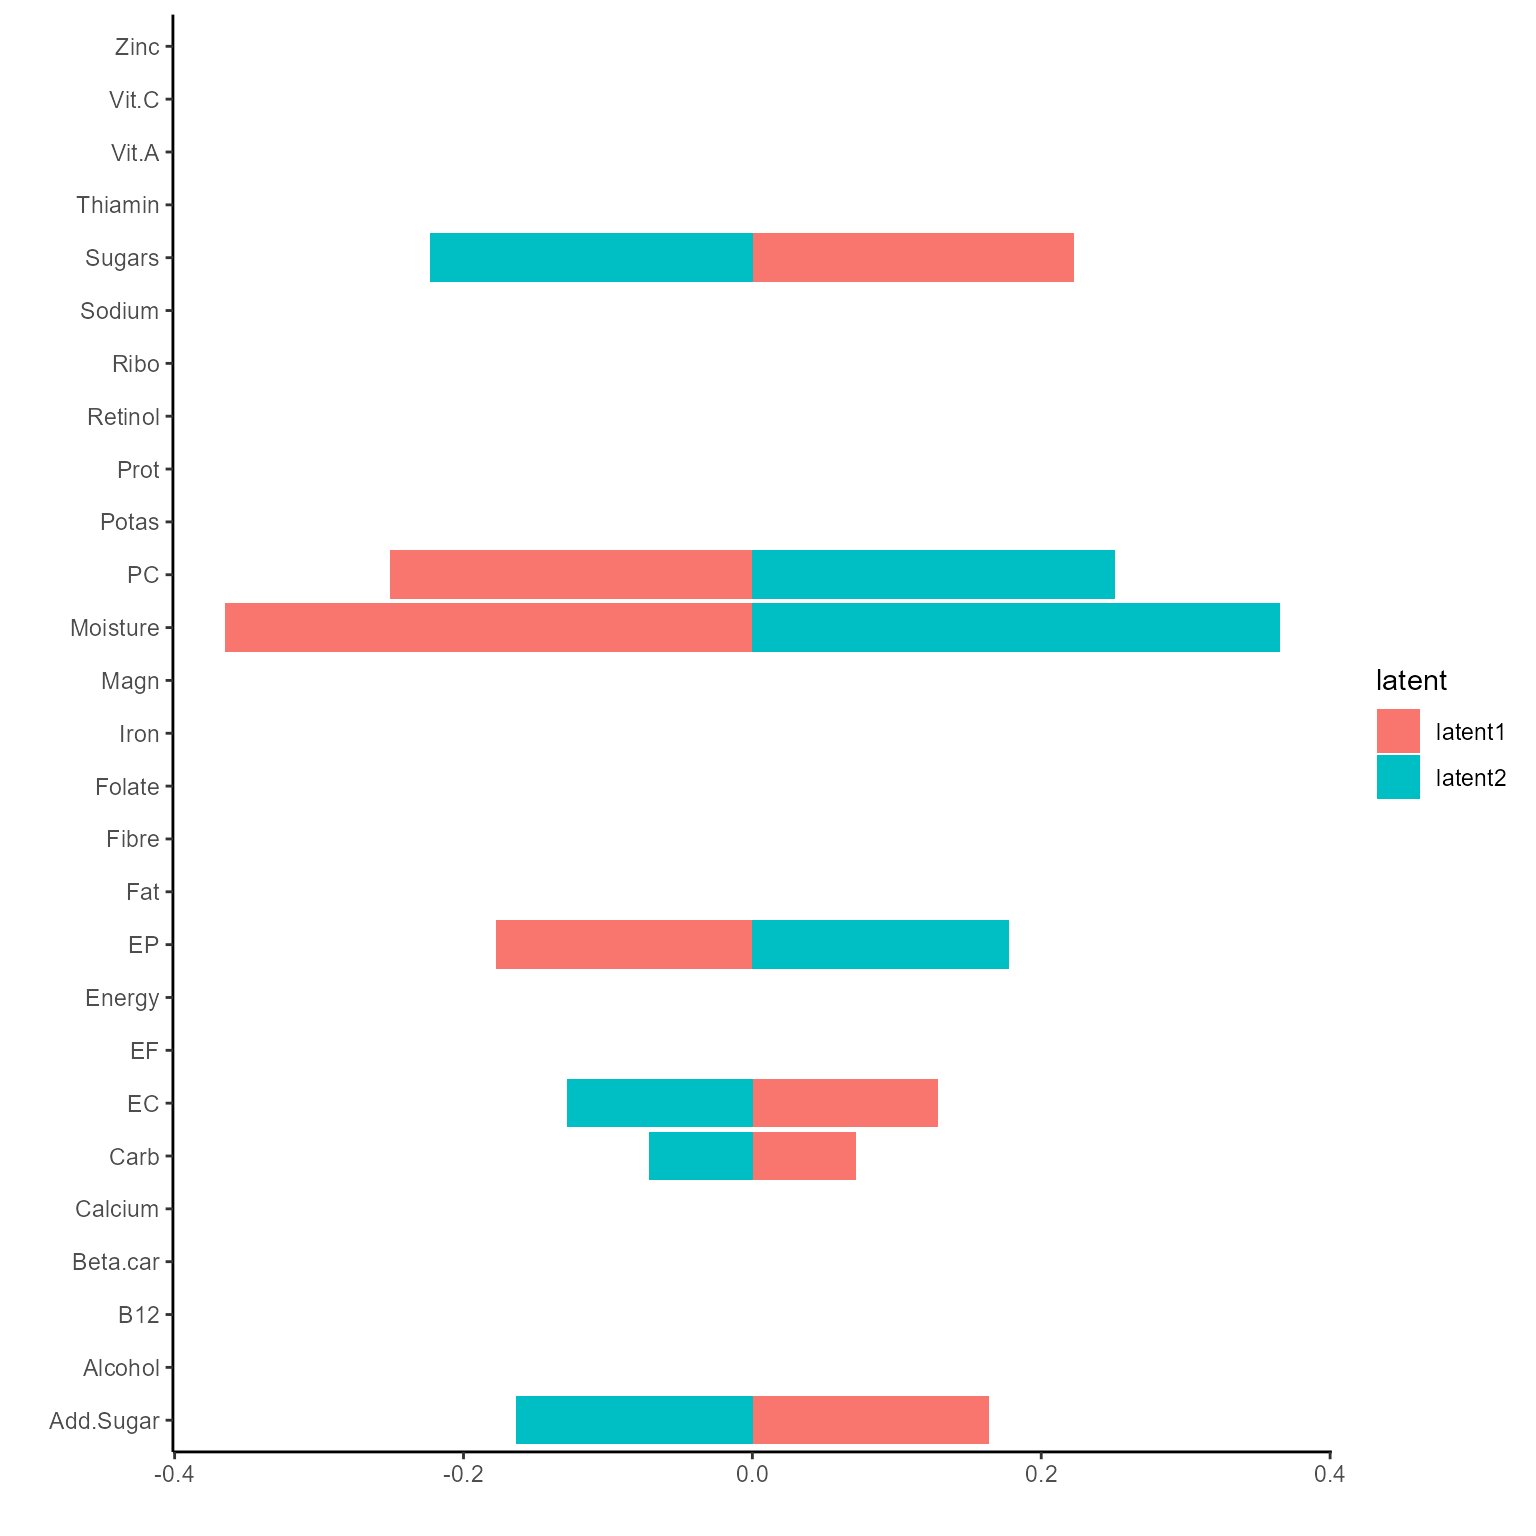 Zinc
Vit.C
Vit.A
Thiamin
Sugars
Sodium
Ribo
Retinol
Prot
Potas
PC
Moisture
Magn
Iron
Folate
Fibre
Fat
EP
Energy
EF
EC
Carb
Calcium
Beta.car
B12
Alcohol
Add.Sugar
-0.4 -0.2 0.0 0.2 0.4
latent
latent1
latent2